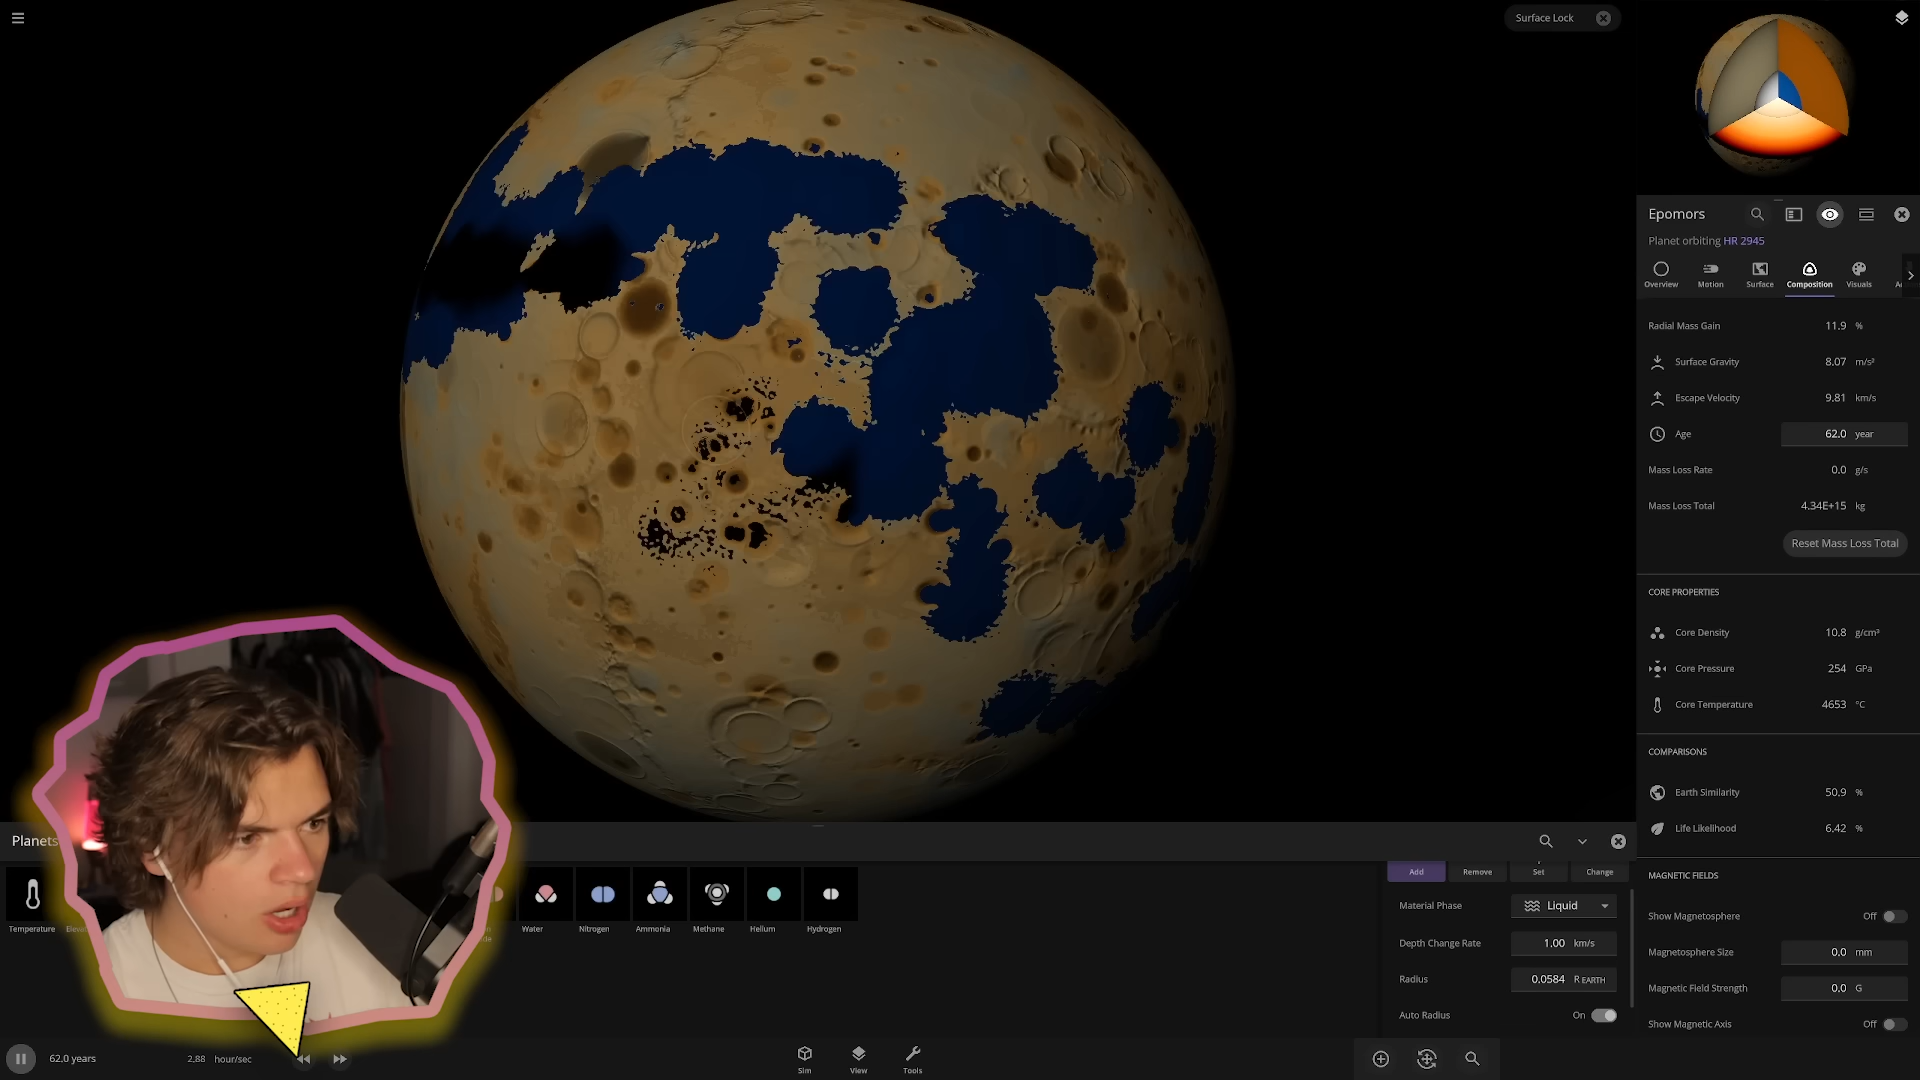 Surface Lock
Epomors
Planet orbiting HR 2945
Overview
Motion
Surface
Composition
Visuals
Radial Mass Gain 11.9 %
Surface Gravity 8.07 m/s²
Escape Velocity 9.81 km/s
Age 62.0 year
Mass Loss Rate 0.0 g/s
Mass Loss Total 4.34E+15 kg
Reset Mass Loss Total
CORE PROPERTIES
Core Density 10.8 g/cm³
Core Pressure 254 GPa
Core Temperature 4653 °C
COMPARISONS
Earth Similarity 50.9 %
Life Likelihood 6.42 %
MAGNETIC FIELDS
Show Magnetosphere Off
Magnetosphere Size 0.0 mm
Magnetic Field Strength 0.0 G
Show Magnetic Axis Off
Planets
Temperature
Water
Nitrogen
Ammonia
Methane
Helium
Hydrogen
Add Remove Set Change
Material Phase Liquid
Depth Change Rate 1.00 km/s
Radius 0.0584 R EARTH
Auto Radius On
62.0 years
2.88 hour/sec
Sim
View
Tools